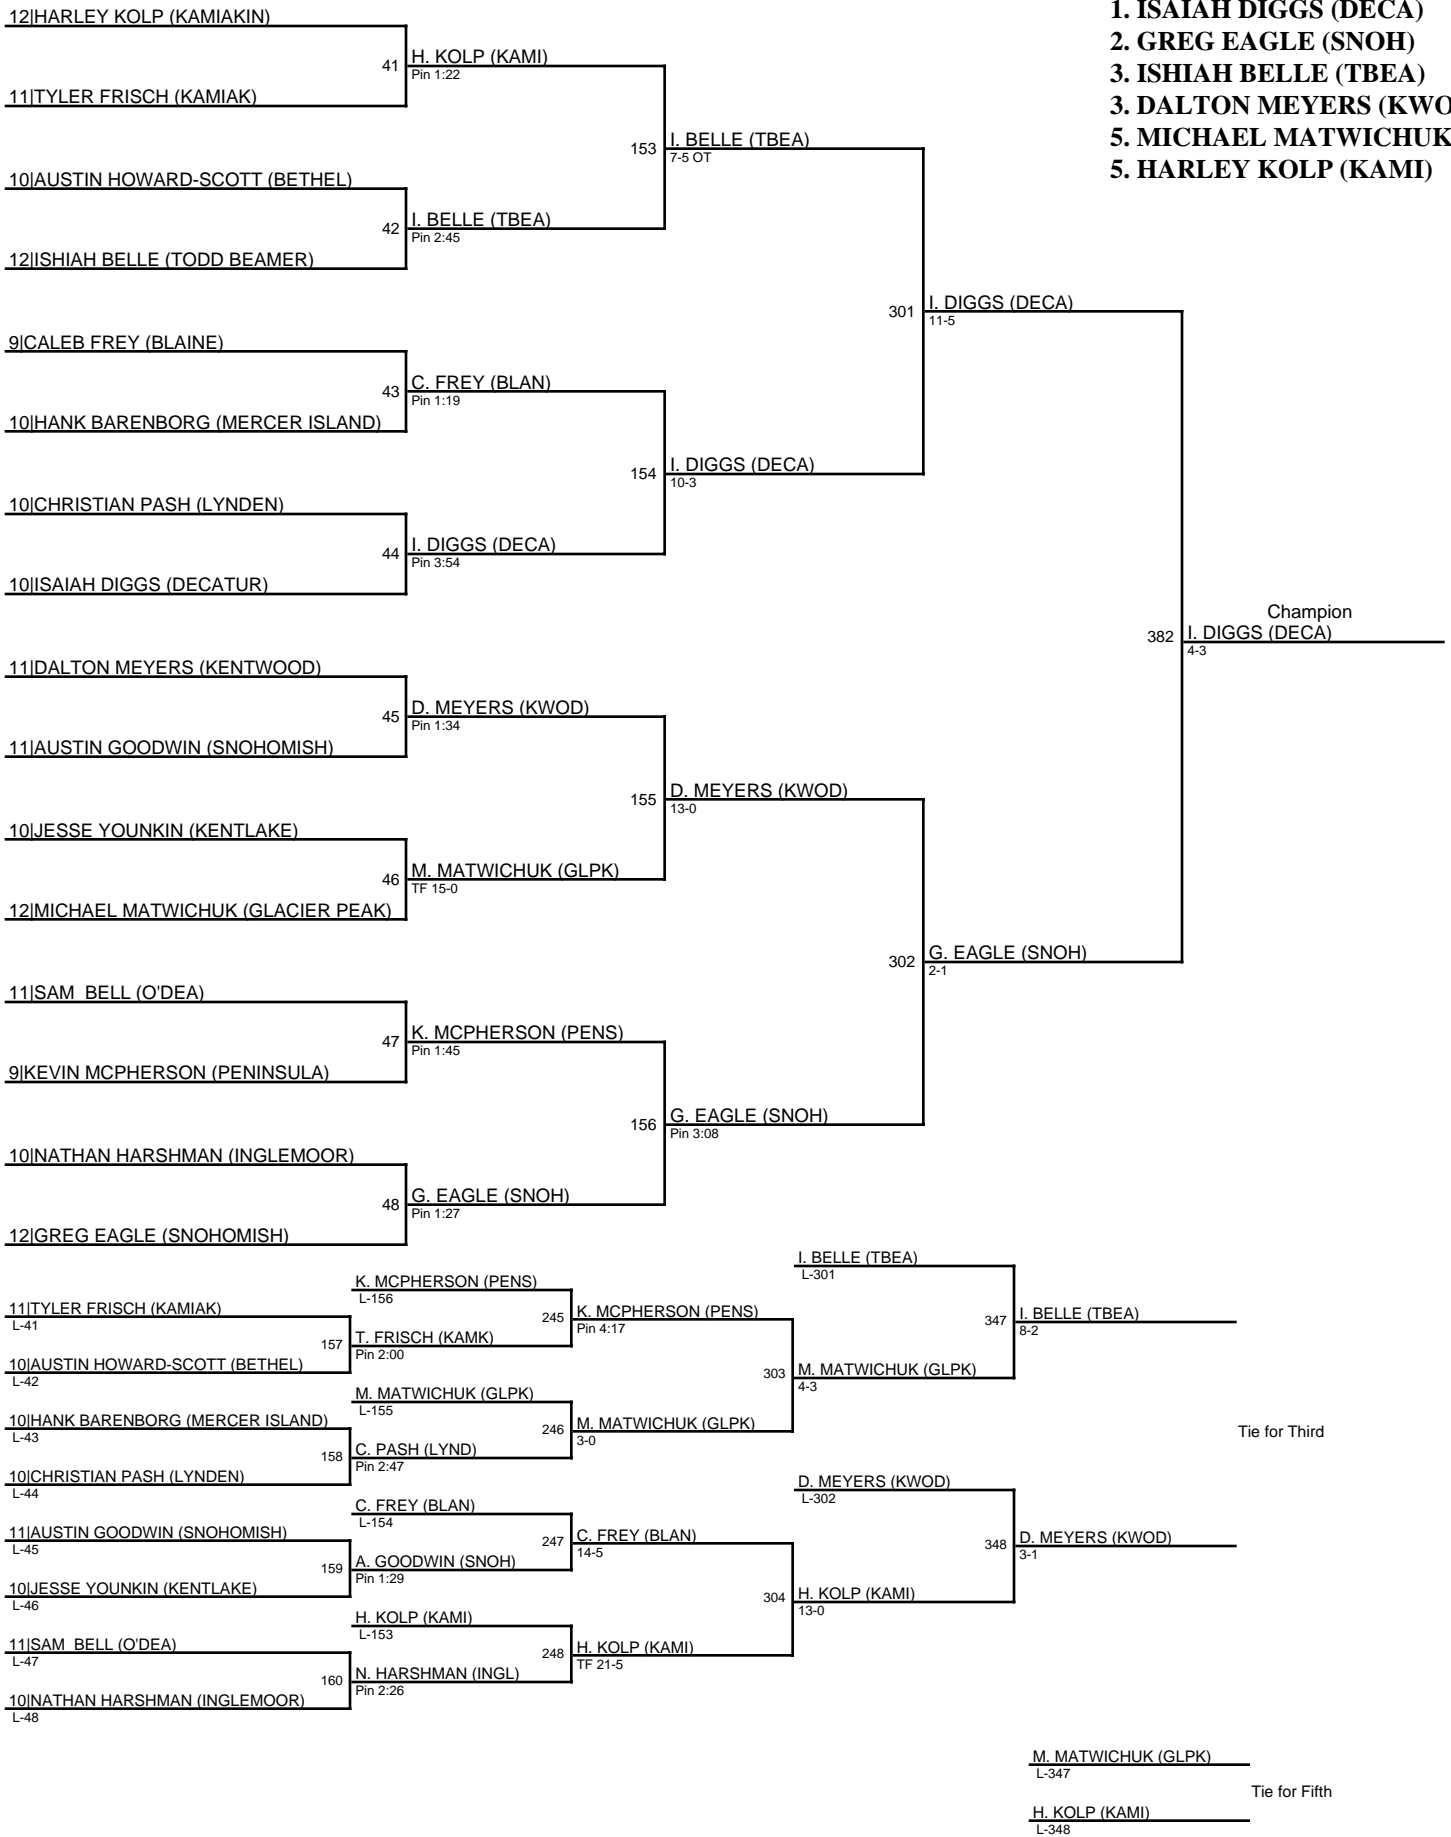 1. ISAIAH DIGGS (DECA)
2. GREG EAGLE (SNOH)
3. ISHIAH BELLE (TBEA)
3. DALTON MEYERS (KWO
5. MICHAEL MATWICHUK
5. HARLEY KOLP (KAMI)
12|HARLEY KOLP (KAMIAKIN)
41 H. KOLP (KAMI)
Pin 1:22
11|TYLER FRISCH (KAMIAK)
153 I. BELLE (TBEA)
7-5 OT
10|AUSTIN HOWARD-SCOTT (BETHEL)
42 I. BELLE (TBEA)
Pin 2:45
12|ISHIAH BELLE (TODD BEAMER)
301 I. DIGGS (DECA)
11-5
9|CALEB FREY (BLAINE)
43 C. FREY (BLAN)
Pin 1:19
10|HANK BARENBORG (MERCER ISLAND)
154 I. DIGGS (DECA)
10-3
10|CHRISTIAN PASH (LYNDEN)
44 I. DIGGS (DECA)
Pin 3:54
10|ISAIAH DIGGS (DECATUR)
Champion
382 I. DIGGS (DECA)
4-3
11|DALTON MEYERS (KENTWOOD)
45 D. MEYERS (KWOD)
Pin 1:34
11|AUSTIN GOODWIN (SNOHOMISH)
155 D. MEYERS (KWOD)
13-0
10|JESSE YOUNKIN (KENTLAKE)
46 M. MATWICHUK (GLPK)
TF 15-0
12|MICHAEL MATWICHUK (GLACIER PEAK)
302 G. EAGLE (SNOH)
2-1
11|SAM  BELL (O'DEA)
47 K. MCPHERSON (PENS)
Pin 1:45
9|KEVIN MCPHERSON (PENINSULA)
156 G. EAGLE (SNOH)
Pin 3:08
10|NATHAN HARSHMAN (INGLEMOOR)
48 G. EAGLE (SNOH)
Pin 1:27
12|GREG EAGLE (SNOHOMISH)
I. BELLE (TBEA)
L-301
K. MCPHERSON (PENS)
L-156
11|TYLER FRISCH (KAMIAK)
L-41
245 K. MCPHERSON (PENS)
Pin 4:17
347 I. BELLE (TBEA)
8-2
157 T. FRISCH (KAMK)
Pin 2:00
10|AUSTIN HOWARD-SCOTT (BETHEL)
L-42
303 M. MATWICHUK (GLPK)
4-3
M. MATWICHUK (GLPK)
L-155
10|HANK BARENBORG (MERCER ISLAND)
L-43
246 M. MATWICHUK (GLPK)
3-0
Tie for Third
158 C. PASH (LYND)
Pin 2:47
10|CHRISTIAN PASH (LYNDEN)
L-44
D. MEYERS (KWOD)
L-302
C. FREY (BLAN)
L-154
11|AUSTIN GOODWIN (SNOHOMISH)
L-45
247 C. FREY (BLAN)
14-5
348 D. MEYERS (KWOD)
3-1
159 A. GOODWIN (SNOH)
Pin 1:29
10|JESSE YOUNKIN (KENTLAKE)
L-46
304 H. KOLP (KAMI)
13-0
H. KOLP (KAMI)
L-153
11|SAM  BELL (O'DEA)
L-47
248 H. KOLP (KAMI)
TF 21-5
160 N. HARSHMAN (INGL)
Pin 2:26
10|NATHAN HARSHMAN (INGLEMOOR)
L-48
M. MATWICHUK (GLPK)
L-347
Tie for Fifth
H. KOLP (KAMI)
L-348